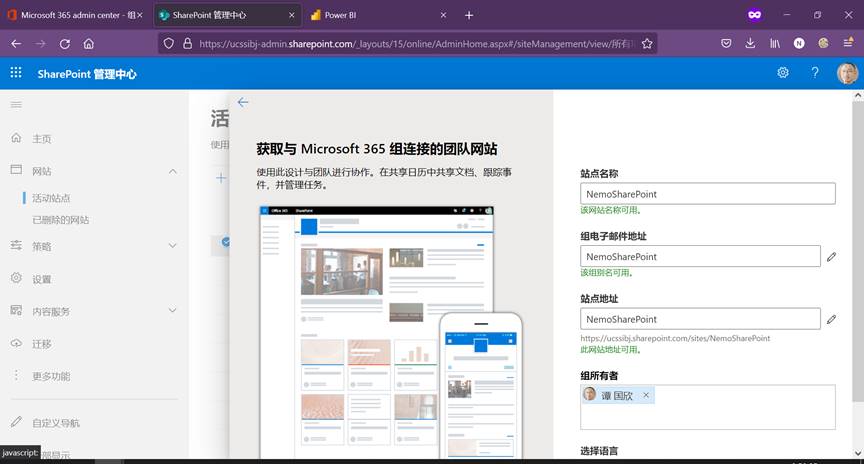 Microsoft 365 admin center - 组
SharePoint 管理中心
Power BI
https://ucssibj-admin.sharepoint.com/_layouts/15/online/AdminHome.aspx#/siteManagement/view/所有
SharePoint 管理中心
主页
网站
活动站点
已删除的网站
策略
设置
内容服务
迁移
更多功能
自定义导航
javascript:
部显示
活
使用
获取与 Microsoft 365 组连接的团队网站
使用此设计与团队进行协作。在共享日历中共享文档、跟踪事
件，并管理任务。
Office 365
SharePoint
站点名称
NemoSharePoint
该网站名称可用。
组电子邮件地址
NemoSharePoint
该组别名可用。
站点地址
NemoSharePoint
https://ucssibj.sharepoint.com/sites/NemoSharePoint
此网站地址可用。
组所有者
谭 国欣
选择语言